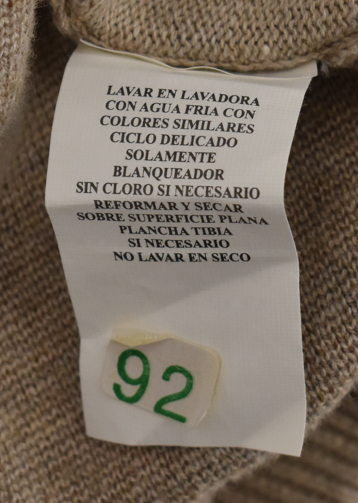 LAVAR EN LAVADORA
CON AGUA FRIA CON
COLORES SIMILARES
CICLO DELICADO
SOLAMENTE
BLANQUEADOR
SIN CLORO SI NECESARIO
REFORMAR Y SECAR
SOBRE SUPERFICIE PLANA
PLANCHA TIBIA
SI NECESARIO
NO LAVAR EN SECO
92